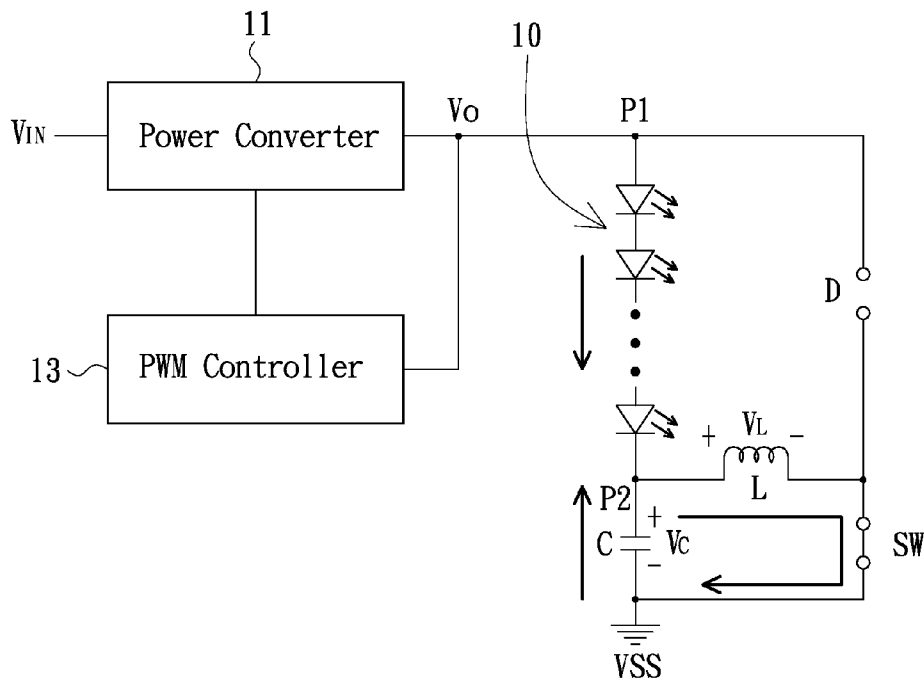 11
10
VIN
Power Converter
Vo
P1
D
13
PWM Controller
+ VL -
L
P2
+
C
VC
-
SW
VSS